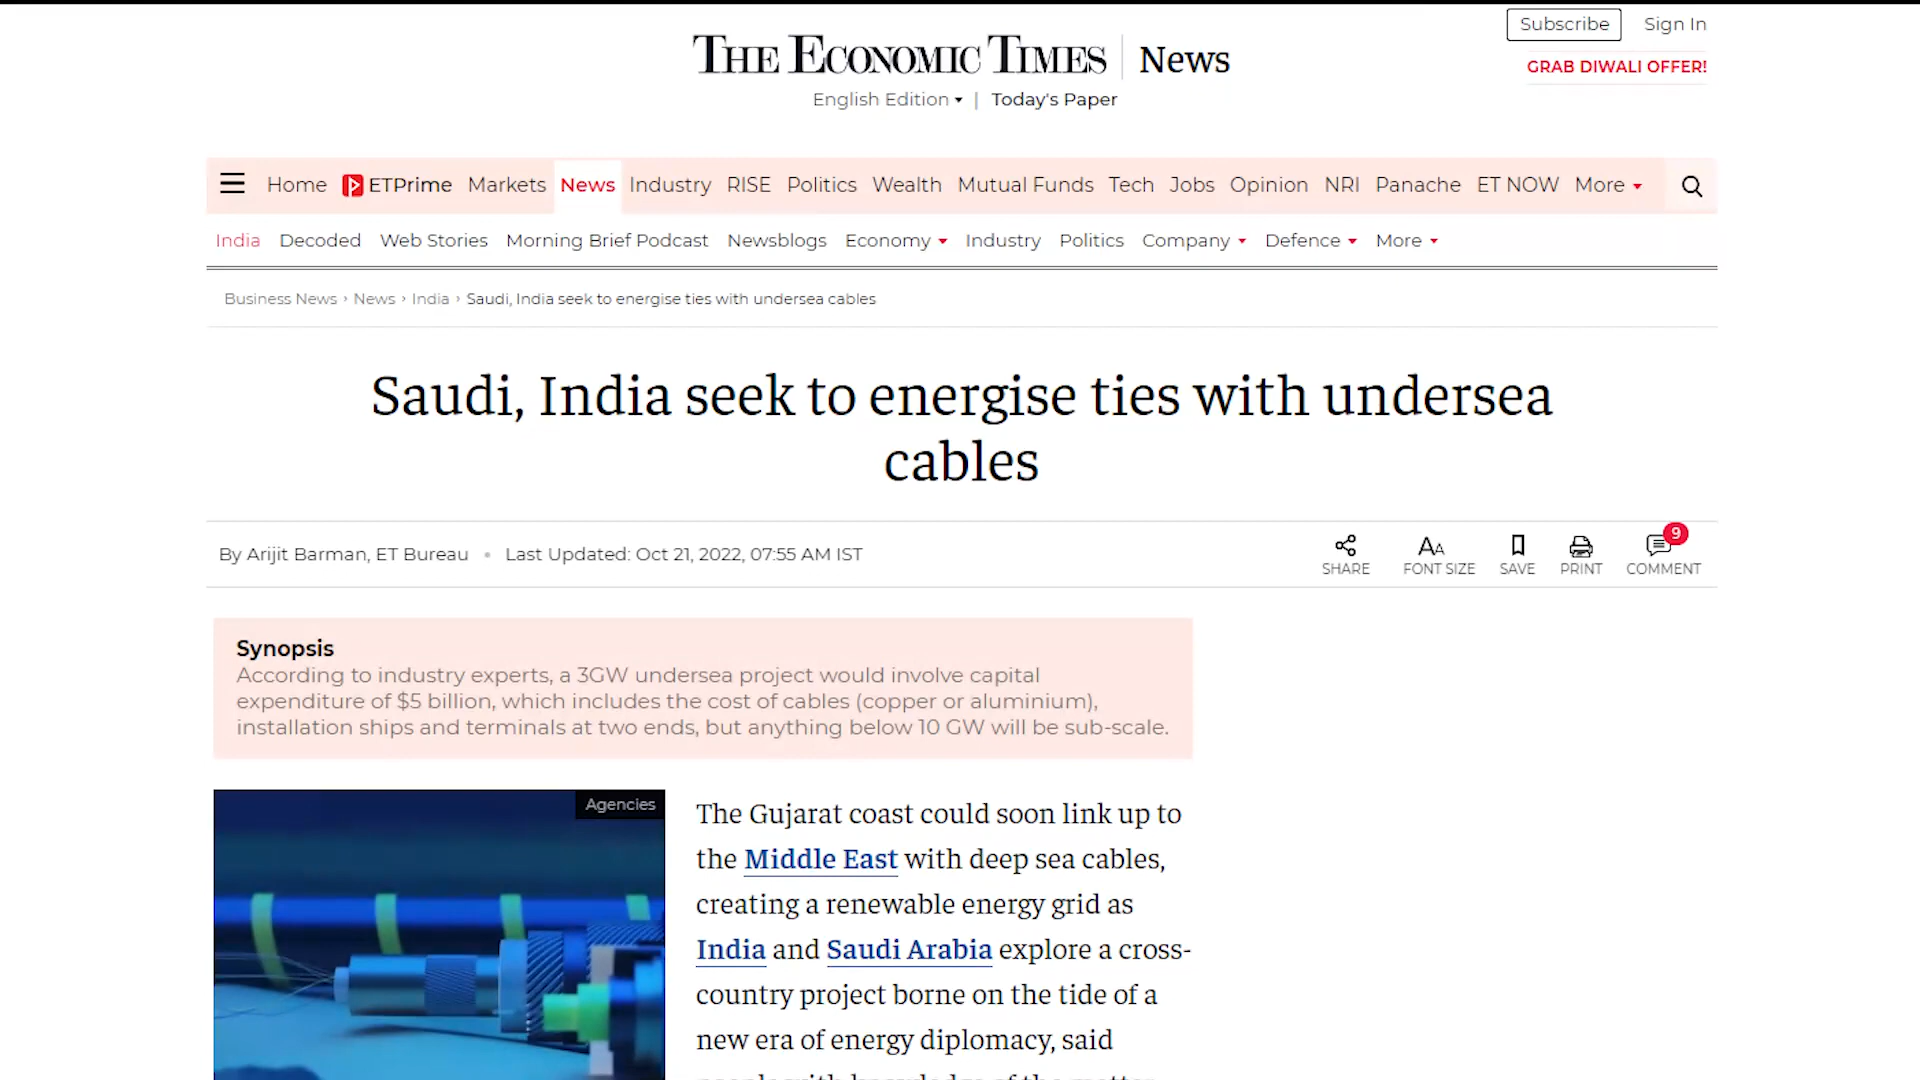 Subscribe Sign In
THE ECONOMIC TIMES News
GRAB DIWALI OFFER!
English Edition | Today's Paper
Home ETPrime Markets News Industry RISE Politics Wealth Mutual Funds Tech Jobs Opinion NRI Panache ET NOW More
India Decoded Web Stories Morning Brief Podcast Newsblogs Economy Industry Politics Company Defence More
Business News › News › India › Saudi, India seek to energise ties with undersea cables
Saudi, India seek to energise ties with undersea
cables
By Arijit Barman, ET Bureau • Last Updated: Oct 21, 2022, 07:55 AM IST
9
SHARE FONT SIZE SAVE PRINT COMMENT
Synopsis
According to industry experts, a 3GW undersea project would involve capital
expenditure of $5 billion, which includes the cost of cables (copper or aluminium),
installation ships and terminals at two ends, but anything below 10 GW will be sub-scale.
Agencies
The Gujarat coast could soon link up to
the Middle East with deep sea cables,
creating a renewable energy grid as
India and Saudi Arabia explore a cross-
country project borne on the tide of a
new era of energy diplomacy, said
people with knowledge of the matter